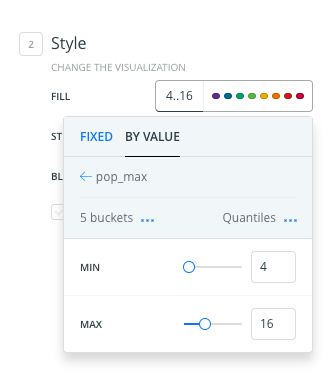 2 Style
CHANGE THE VISUALIZATION
FILL 4..16
ST
FIXED BY VALUE
BL
← pop_max
5 buckets ... Quantiles ...
MIN 4
MAX 16